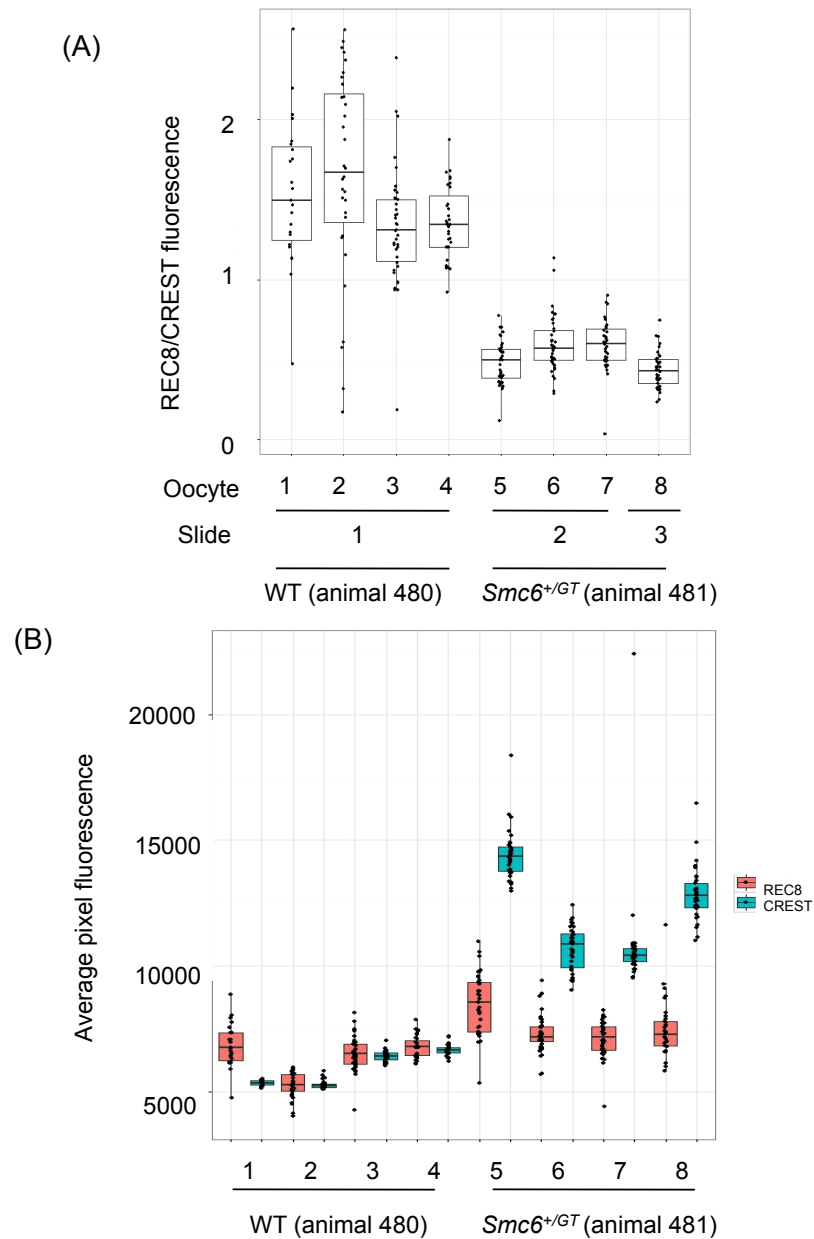 (A)
REC8/CREST fluorescence
2
1
0
Oocyte 1 2 3 4 5 6 7 8
Slide 1 2 3
WT (animal 480) Smc6+/GT (animal 481)
(B)
Average pixel fluorescence
20000
15000
10000
5000
REC8
CREST
1 2 3 4 5 6 7 8
WT (animal 480) Smc6+/GT (animal 481)